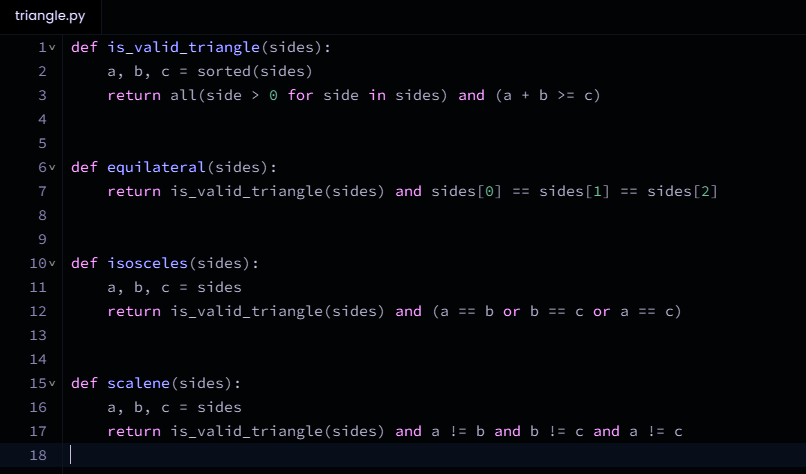 triangle.py
1 def is_valid_triangle(sides):
2     a, b, c = sorted(sides)
3     return all(side > 0 for side in sides) and (a + b >= c)
4
5
6 def equilateral(sides):
7     return is_valid_triangle(sides) and sides[0] == sides[1] == sides[2]
8
9
10 def isosceles(sides):
11     a, b, c = sides
12     return is_valid_triangle(sides) and (a == b or b == c or a == c)
13
14
15 def scalene(sides):
16     a, b, c = sides
17     return is_valid_triangle(sides) and a != b and b != c and a != c
18